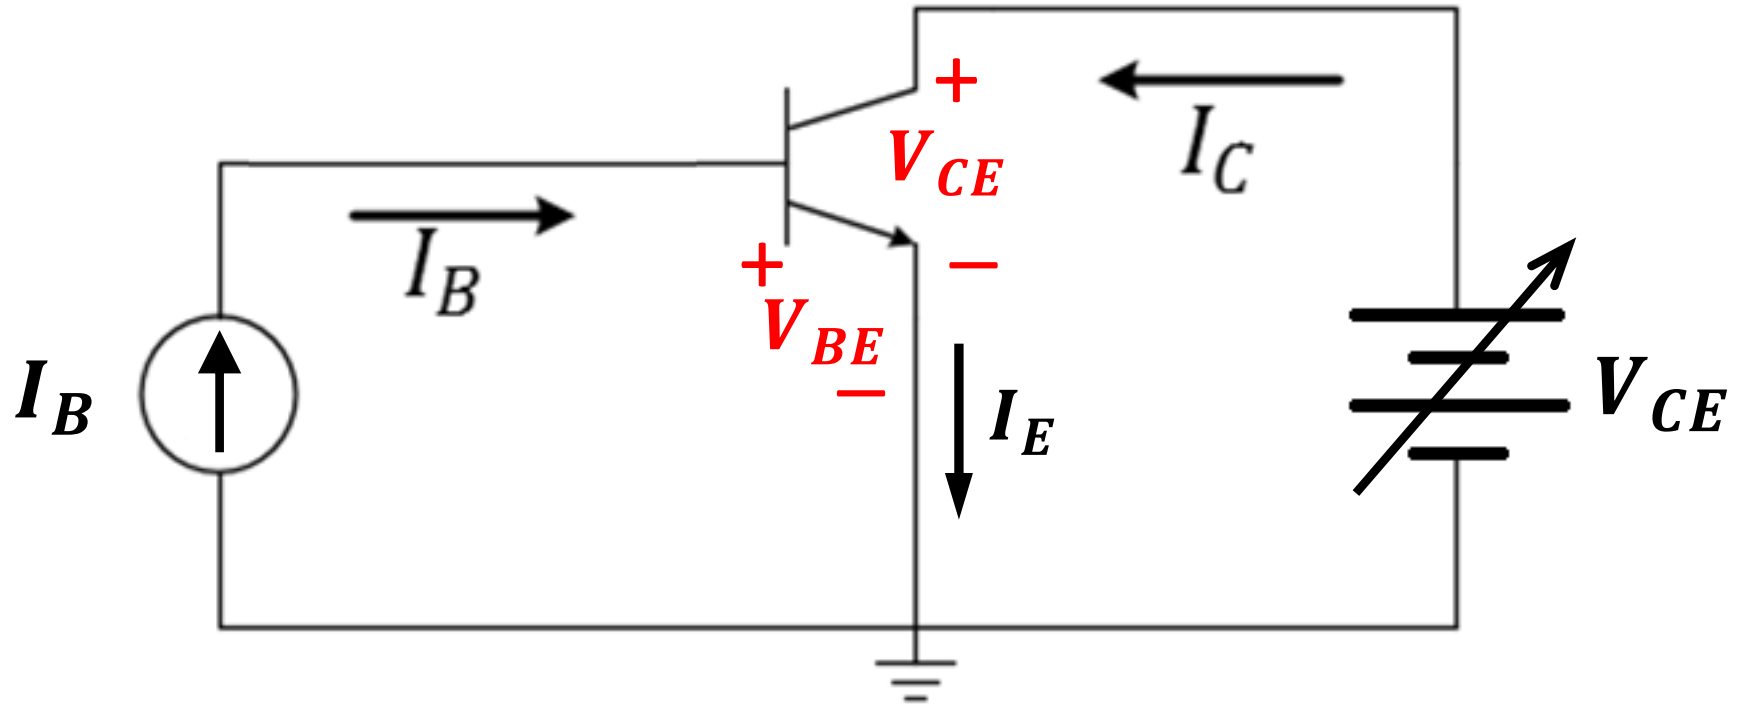 +
V_CE
I_C
I_B
+
−
V_BE
−
I_B
I_E
V_CE